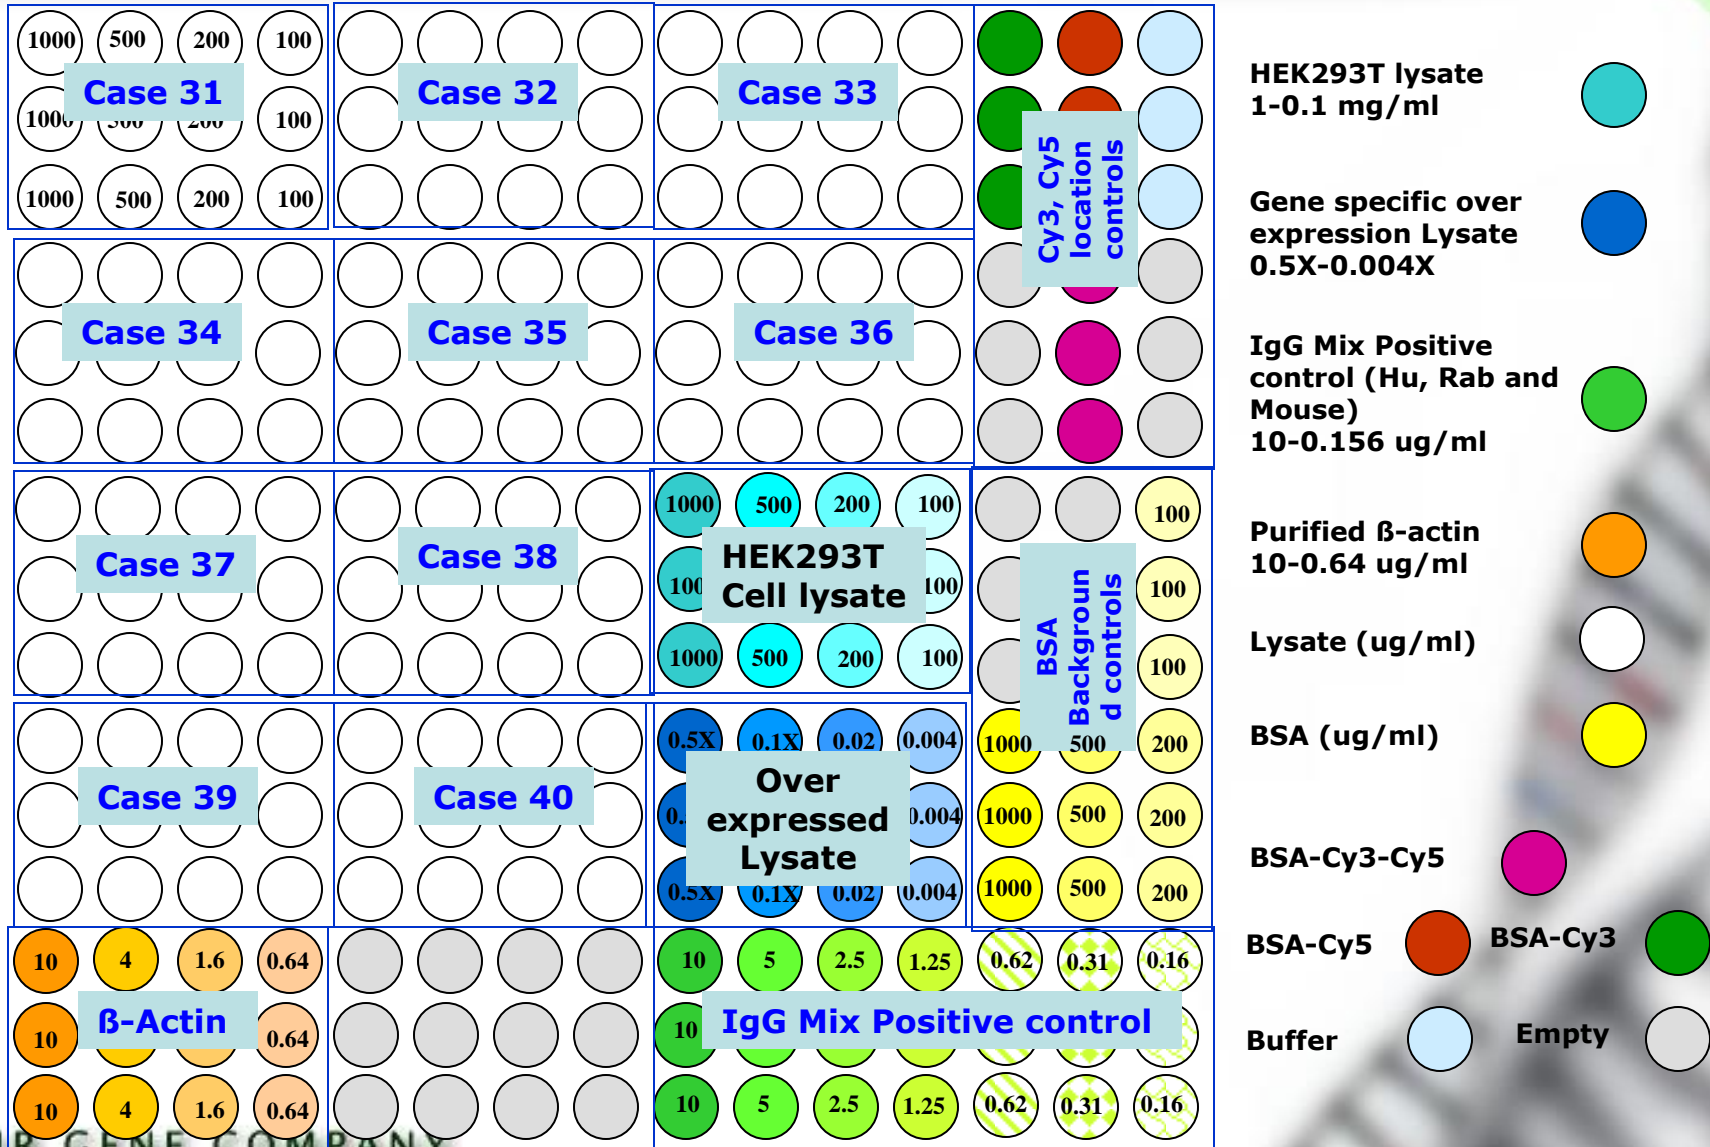 1000 500 200 100
Case 31
1000 500 200 100
1000 500 200 100
Case 32
Case 33
Cy3, Cy5
location
controls
Case 34
Case 35
Case 36
Case 37
Case 38
1000 500 200 100
HEK293T
Cell lysate
100 100
1000 500 200 100
100
100
100
BSA
Backgroun
d controls
1000 500 200
1000 500 200
1000 500 200
Case 39
Case 40
0.5X 0.1X 0.02 0.004
Over
expressed
Lysate
0. 0.004
0.5X 0.1X 0.02 0.004
10 4 1.6 0.64
ß-Actin
10 0.64
10 4 1.6 0.64
10 5 2.5 1.25 0.62 0.31 0.16
IgG Mix Positive control
10
10 5 2.5 1.25 0.62 0.31 0.16
HEK293T lysate
1-0.1 mg/ml
Gene specific over
expression Lysate
0.5X-0.004X
IgG Mix Positive
control (Hu, Rab and
Mouse)
10-0.156 ug/ml
Purified ß-actin
10-0.64 ug/ml
Lysate (ug/ml)
BSA (ug/ml)
BSA-Cy3-Cy5
BSA-Cy5 BSA-Cy3
Buffer Empty
GENE COMPANY